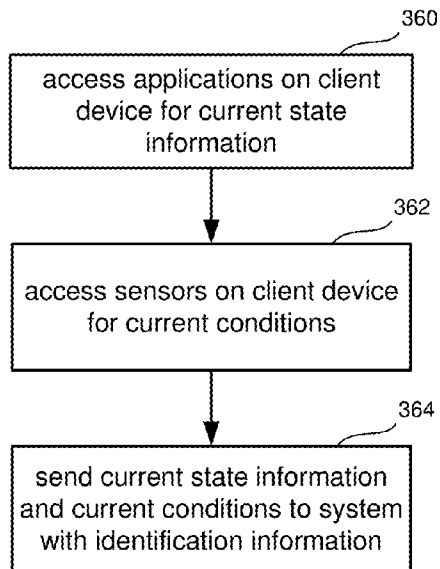 360
access applications on client
device for current state
information
362
access sensors on client device
for current conditions
364
send current state information
and current conditions to system
with identification information